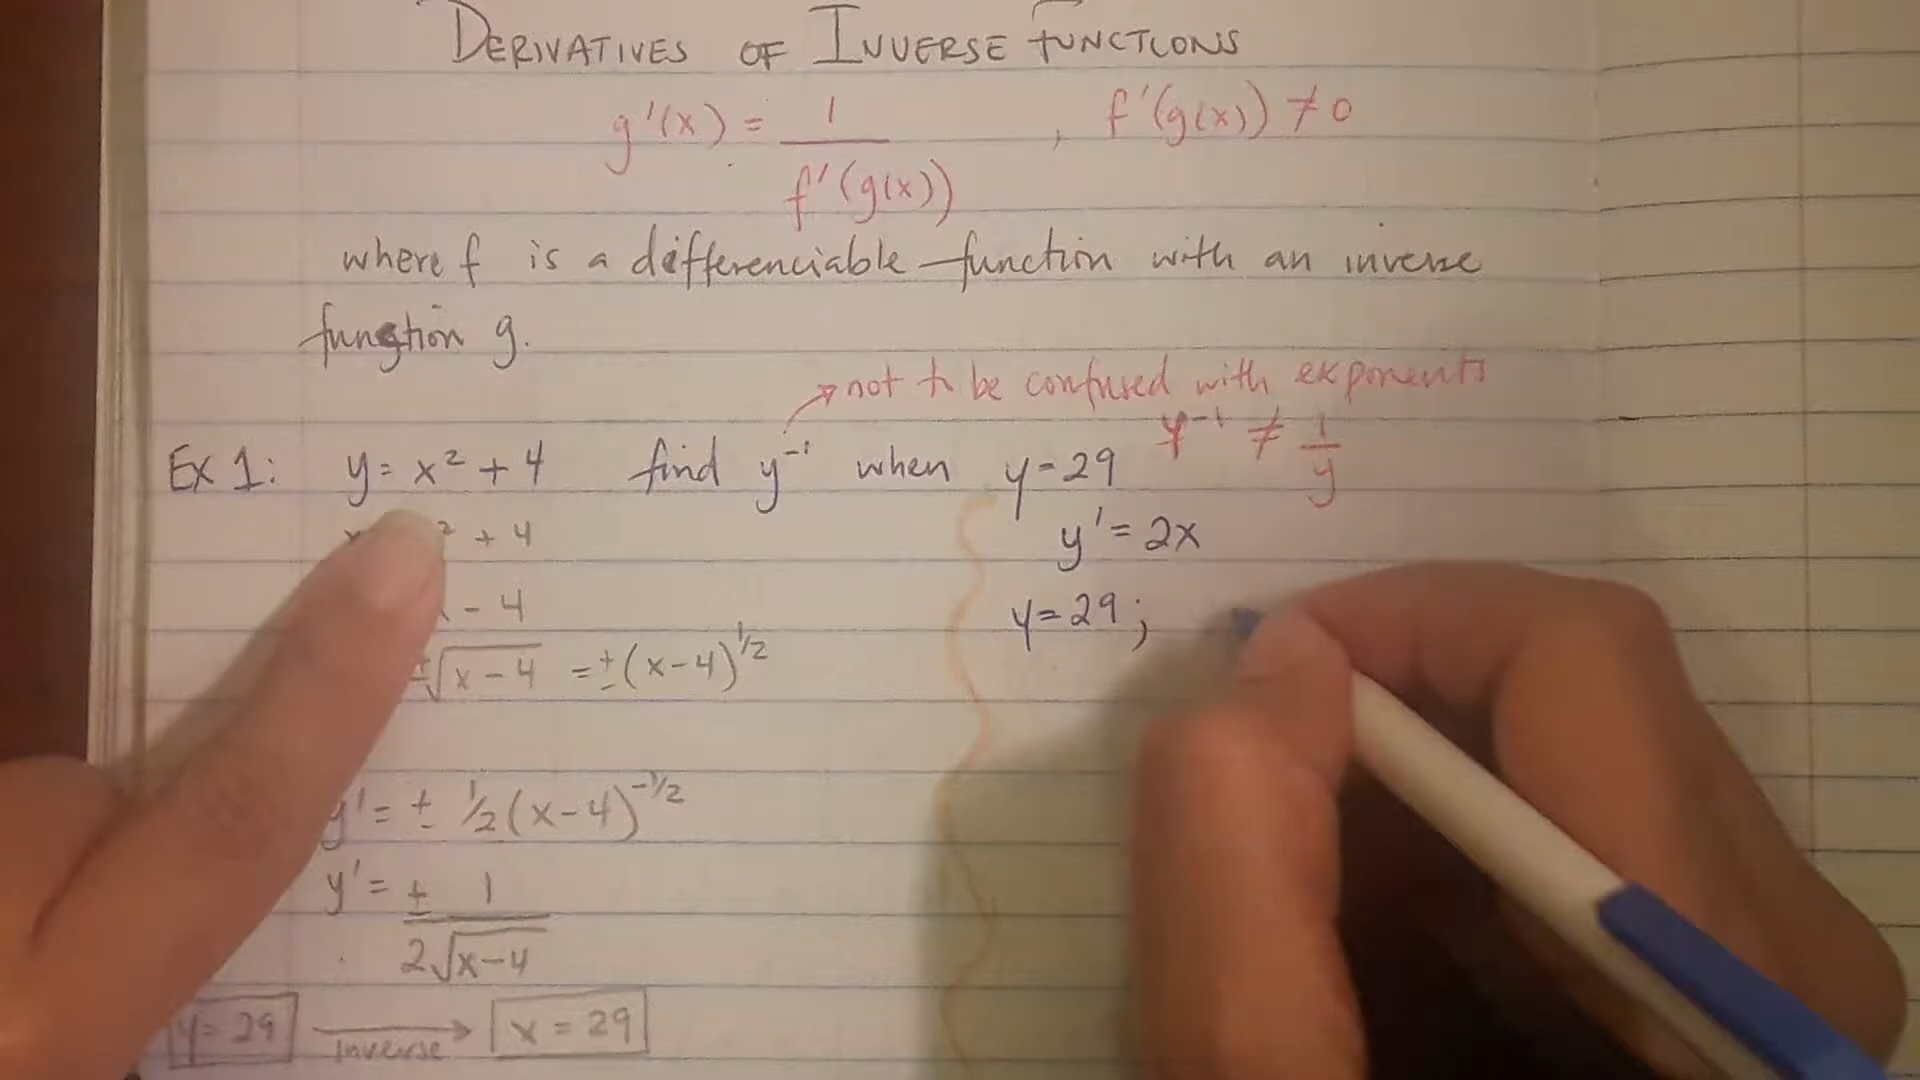 DERIVATIVES OF INVERSE FUNCTIONS
g'(x) = 1 / f'(g(x)) , f'(g(x)) ≠ 0
where f is a differenciable function with an inverse
function g.
→ not to be confused with exponents
y⁻¹ ≠ 1/y
EX 1: y = x² + 4 find y⁻¹ when y = 29
² + 4
- 4
±√x-4 = ±(x-4)^1/2
y' = ± 1/2 (x-4)^-1/2
y' = ± 1 / 2√x-4
y = 29 → inverse x = 29
y' = 2x
y = 29 ;